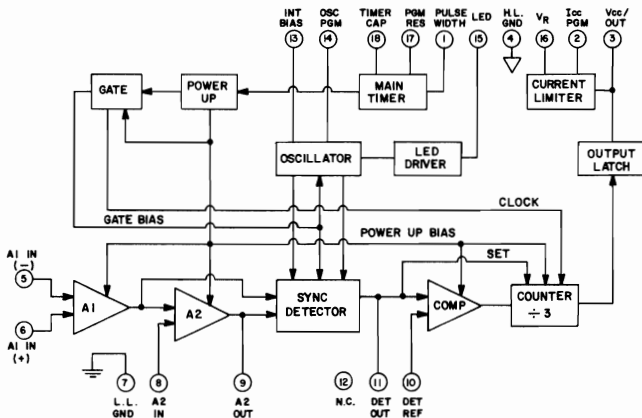 INT BIAS
OSC PGM
TIMER CAP
PGM RES
PULSE WIDTH
LED
H.L. GND
VR
Icc PGM
Vcc/ OUT
13
14
18
17
1
15
4
16
2
3
GATE
POWER UP
MAIN TIMER
CURRENT LIMITER
OSCILLATOR
LED DRIVER
OUTPUT LATCH
CLOCK
GATE BIAS
POWER UP BIAS
SET
A1 IN (-)
5
A1
A2
SYNC DETECTOR
COMP
COUNTER ÷ 3
6
A1 IN (+)
7
8
9
12
11
10
L.L. GND
A2 IN
A2 OUT
N.C.
DET OUT
DET REF